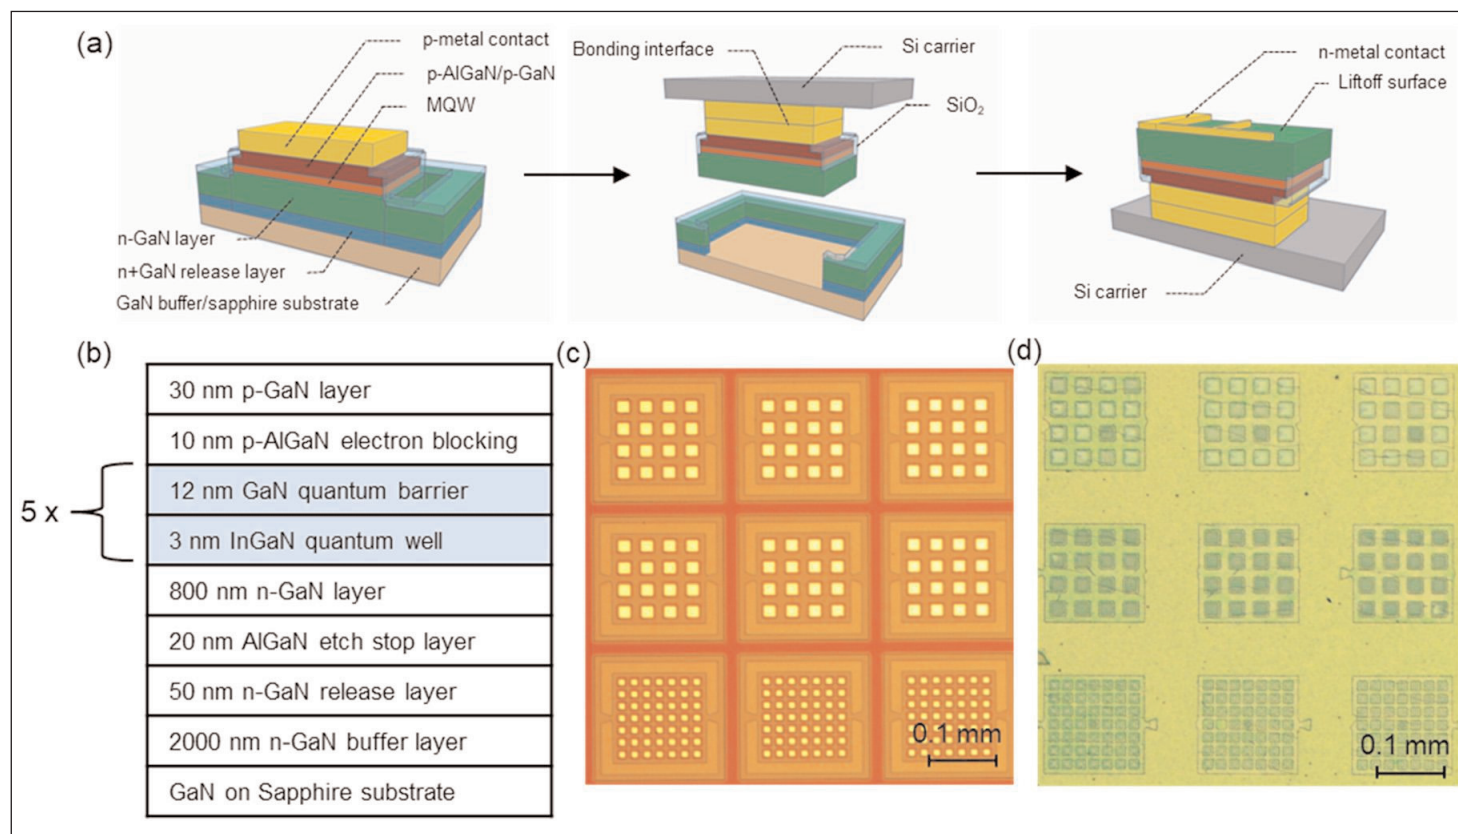 (a)
p-metal contact
p-AlGaN/p-GaN
MQW
n-GaN layer
n+GaN release layer
GaN buffer/sapphire substrate
Bonding interface
Si carrier
SiO₂
n-metal contact
Liftoff surface
Si carrier
(b)
30 nm p-GaN layer
10 nm p-AlGaN electron blocking
12 nm GaN quantum barrier
5 x
3 nm InGaN quantum well
800 nm n-GaN layer
20 nm AlGaN etch stop layer
50 nm n-GaN release layer
2000 nm n-GaN buffer layer
GaN on Sapphire substrate
(c)
0.1 mm
(d)
0.1 mm